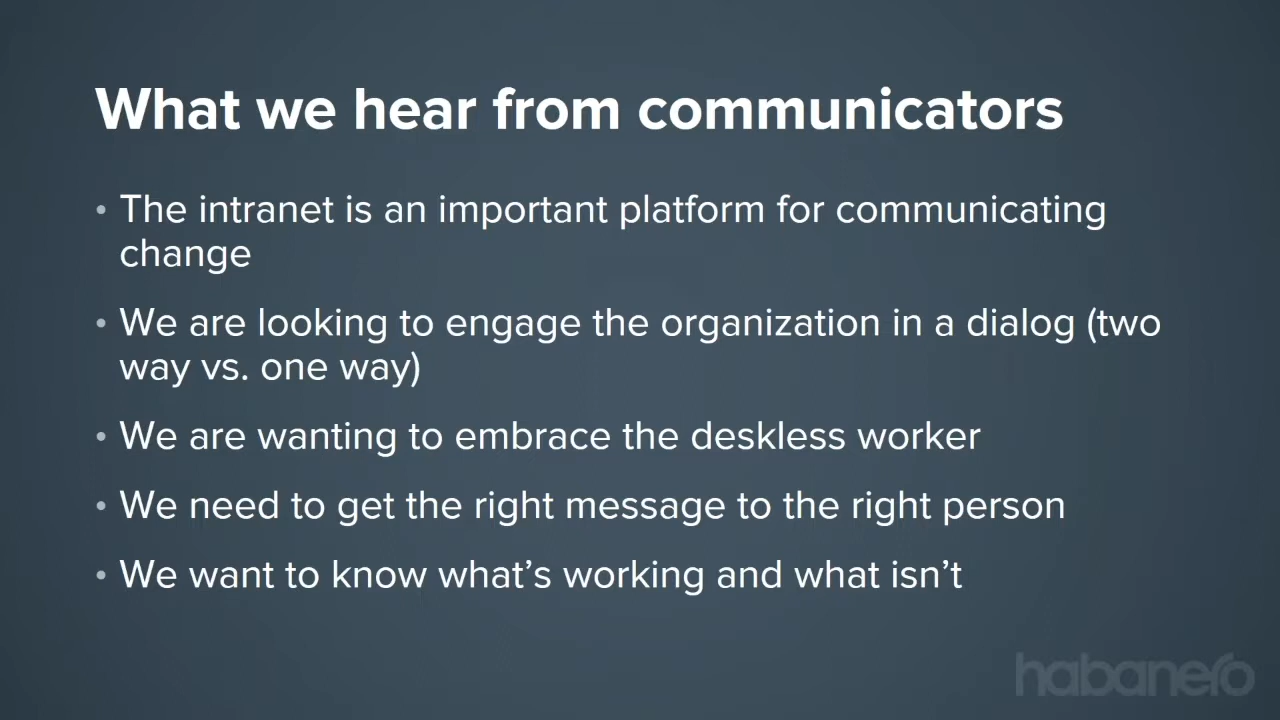 What we hear from communicators
• The intranet is an important platform for communicating
change
• We are looking to engage the organization in a dialog (two
way vs. one way)
• We are wanting to embrace the deskless worker
• We need to get the right message to the right person
• We want to know what’s working and what isn’t
habanero